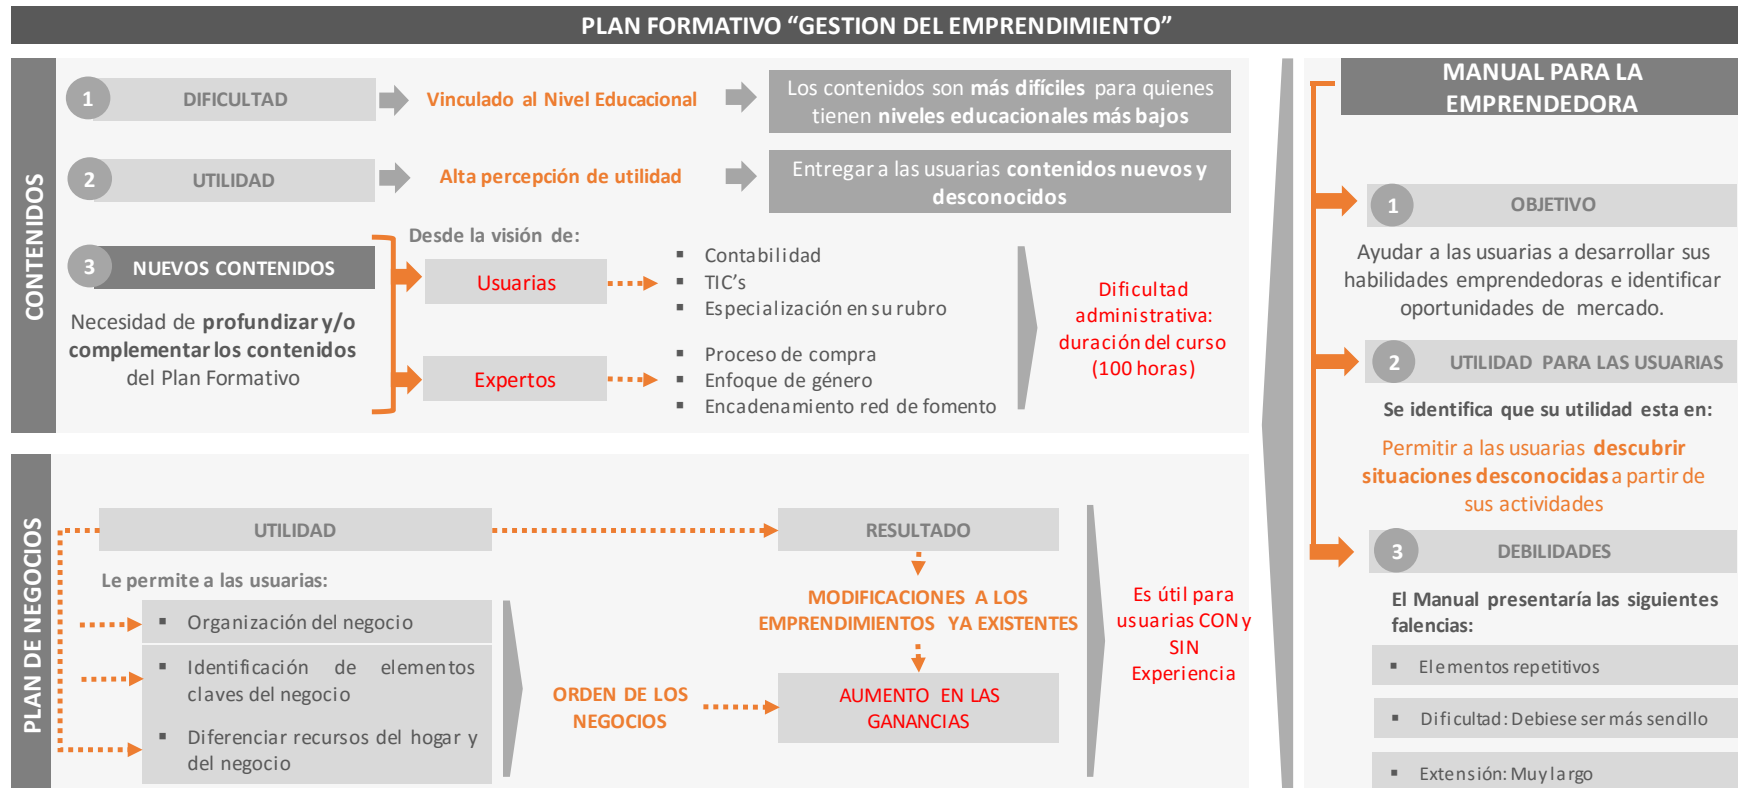 PLAN FORMATIVO “GESTION DEL EMPRENDIMIENTO”
CONTENIDOS
1
DIFICULTAD
Vinculado al Nivel Educacional
Los contenidos son más difíciles para quienes
tienen niveles educacionales más bajos
2
UTILIDAD
Alta percepción de utilidad
Entregar a las usuarias contenidos nuevos y
desconocidos
3
NUEVOS CONTENIDOS
Necesidad de profundizar y/o
complementar los contenidos
del Plan Formativo
Desde la visión de:
Usuarias
▪ Contabilidad
▪ TIC’s
▪ Especialización en su rubro
Expertos
▪ Proceso de compra
▪ Enfoque de género
▪ Encadenamiento red de fomento
Dificultad
administrativa:
duración del curso
(100 horas)
PLAN DE NEGOCIOS
UTILIDAD
Le permite a las usuarias:
▪ Organización del negocio
▪ Identificación de elementos
claves del negocio
▪ Diferenciar recursos del hogar y
del negocio
ORDEN DE LOS
NEGOCIOS
RESULTADO
MODIFICACIONES A LOS
EMPRENDIMIENTOS YA EXISTENTES
AUMENTO EN LAS
GANANCIAS
Es útil para
usuarias CON y
SIN
Experiencia
MANUAL PARA LA
EMPRENDEDORA
1
OBJETIVO
Ayudar a las usuarias a desarrollar sus
habilidades emprendedoras e identificar
oportunidades de mercado.
2
UTILIDAD PARA LAS USUARIAS
Se identifica que su utilidad esta en:
Permitir a las usuarias descubrir
situaciones desconocidas a partir de
sus actividades
3
DEBILIDADES
El Manual presentaría las siguientes
falencias:
▪ Elementos repetitivos
▪ Dificultad: Debiese ser más sencillo
▪ Extensión: Muy largo